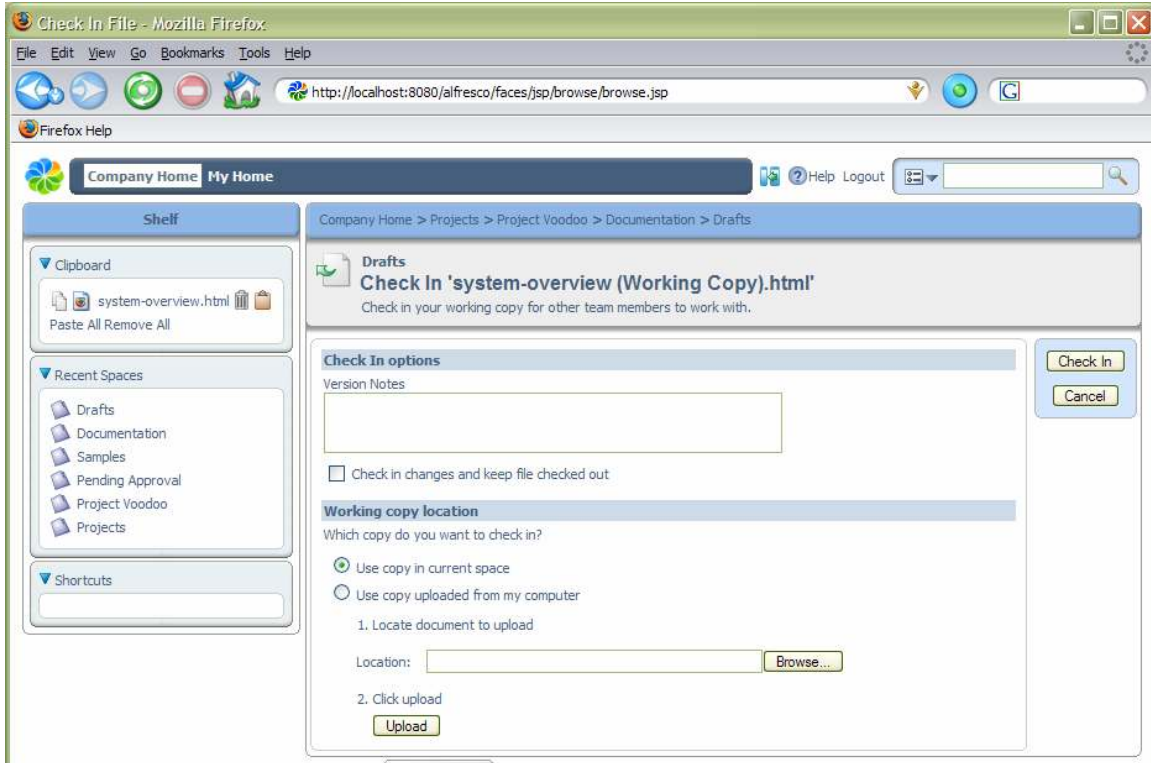 Check In File - Mozilla Firefox
File Edit View Go Bookmarks Tools Help
http://localhost:8080/alfresco/faces/jsp/browse/browse.jsp
G
Firefox Help
Company Home My Home
Help Logout
Shelf
Company Home > Projects > Project Voodoo > Documentation > Drafts
Clipboard
system-overview.html
Paste All Remove All
Recent Spaces
Drafts
Documentation
Samples
Pending Approval
Project Voodoo
Projects
Shortcuts
Drafts
Check In 'system-overview (Working Copy).html'
Check in your working copy for other team members to work with.
Check In options
Version Notes
Check in changes and keep file checked out
Working copy location
Which copy do you want to check in?
Use copy in current space
Use copy uploaded from my computer
1. Locate document to upload
Location:
Browse...
2. Click upload
Upload
Check In
Cancel